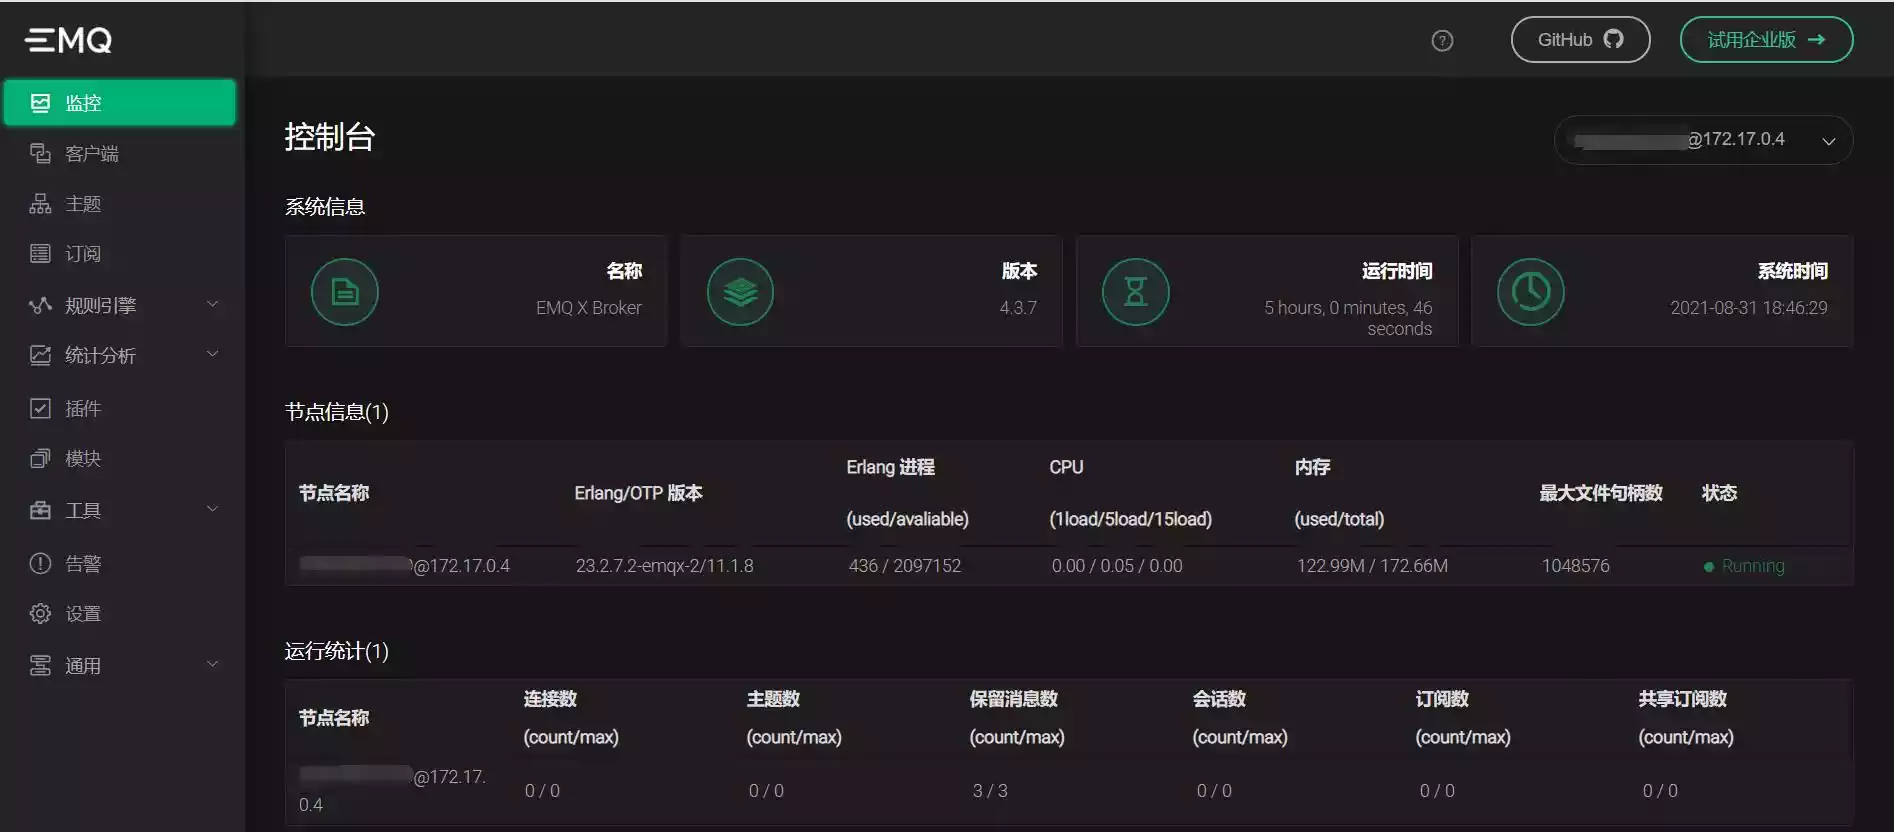 EMQ
GitHub
试用企业版 →
监控
客户端
主题
订阅
规则引擎
统计分析
插件
模块
工具
告警
设置
通用
控制台
@172.17.0.4
系统信息
名称
EMQ X Broker
版本
4.3.7
运行时间
5 hours, 0 minutes, 46
seconds
系统时间
2021-08-31 18:46:29
节点信息(1)
节点名称 Erlang/OTP 版本 Erlang 进程 (used/avaliable) CPU (1load/5load/15load) 内存 (used/total) 最大文件句柄数 状态
@172.17.0.4 23.2.7.2-emqx-2/11.1.8 436 / 2097152 0.00 / 0.05 / 0.00 122.99M / 172.66M 1048576 Running
运行统计(1)
节点名称 连接数 (count/max) 主题数 (count/max) 保留消息数 (count/max) 会话数 (count/max) 订阅数 (count/max) 共享订阅数 (count/max)
@172.17.
0.4 0 / 0 0 / 0 3 / 3 0 / 0 0 / 0 0 / 0